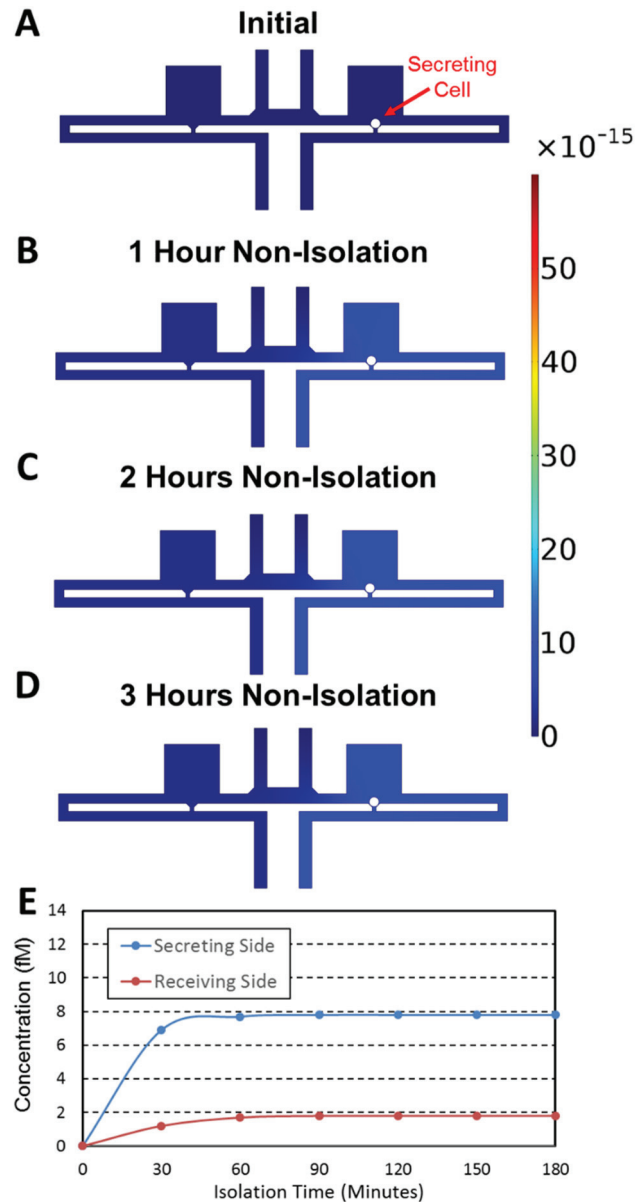 A
Initial
Secreting
Cell
×10⁻¹⁵
50
40
30
20
10
0
B
1 Hour Non-Isolation
C
2 Hours Non-Isolation
D
3 Hours Non-Isolation
E
14
12
10
8
6
4
2
0
Concentration (fM)
Secreting Side
Receiving Side
0 30 60 90 120 150 180
Isolation Time (Minutes)